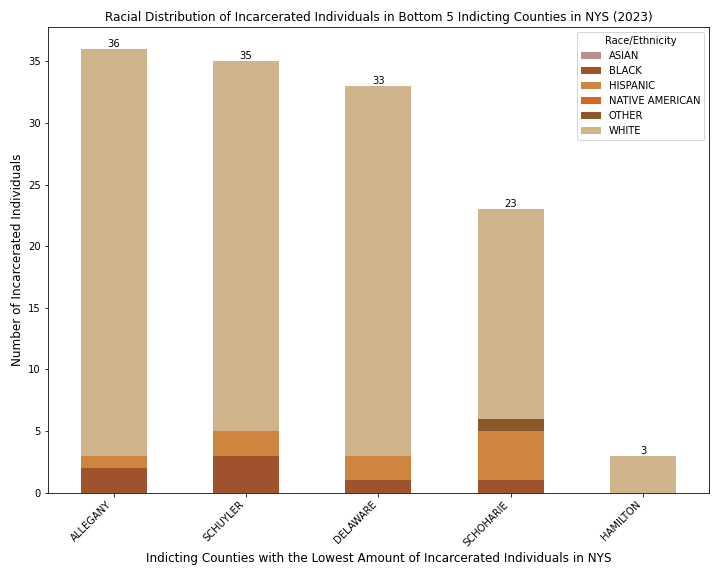 Racial Distribution of Incarcerated Individuals in Bottom 5 Indicting Counties in NYS (2023)
Race/Ethnicity
ASIAN
BLACK
HISPANIC
NATIVE AMERICAN
OTHER
WHITE
36
35
33
23
3
Number of Incarcerated Individuals
35
30
25
20
15
10
5
0
ALLEGANY
SCHUYLER
DELAWARE
SCHOHARIE
HAMILTON
Indicting Counties with the Lowest Amount of Incarcerated Individuals in NYS